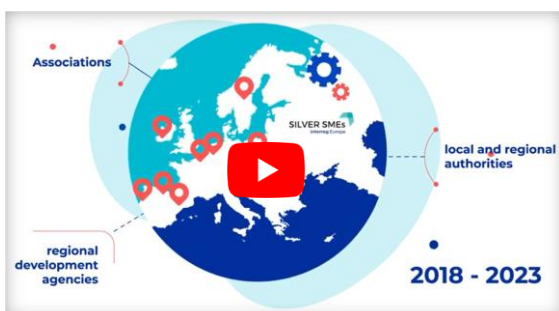 Associations
SILVER SMEs
Interreg Europe
local and regional
authorities
regional
development
agencies
2018 - 2023